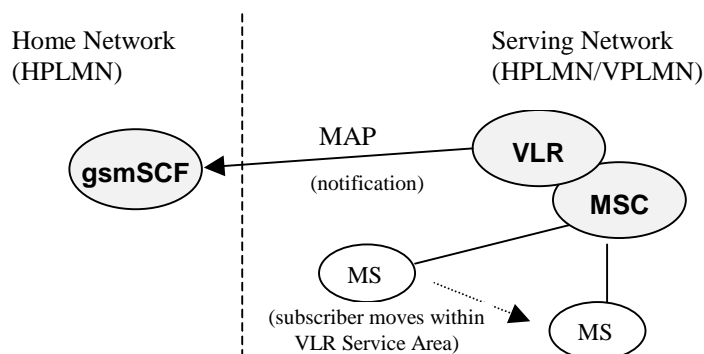 Home Network
(HPLMN)
Serving Network
(HPLMN/VPLMN)
MAP
VLR
gsmSCF
(notification)
MSC
MS
(subscriber moves within
VLR Service Area)
MS